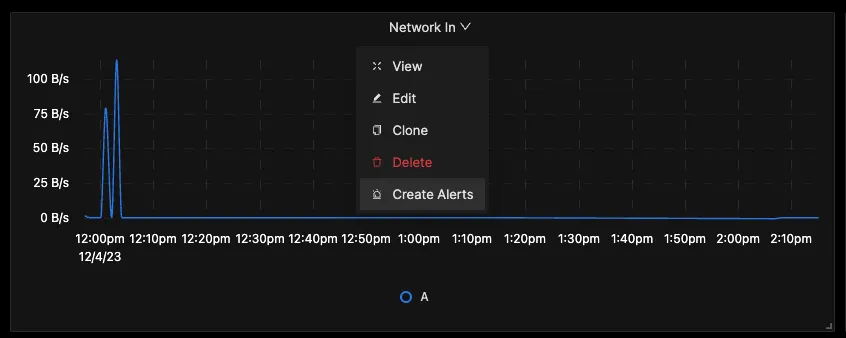 Network In
View
Edit
Clone
Delete
Create Alerts
100 B/s
75 B/s
50 B/s
25 B/s
0 B/s
12:00pm 12:10pm 12:20pm 12:30pm 12:40pm 12:50pm 1:00pm 1:10pm 1:20pm 1:30pm 1:40pm 1:50pm 2:00pm 2:10pm
12/4/23
A